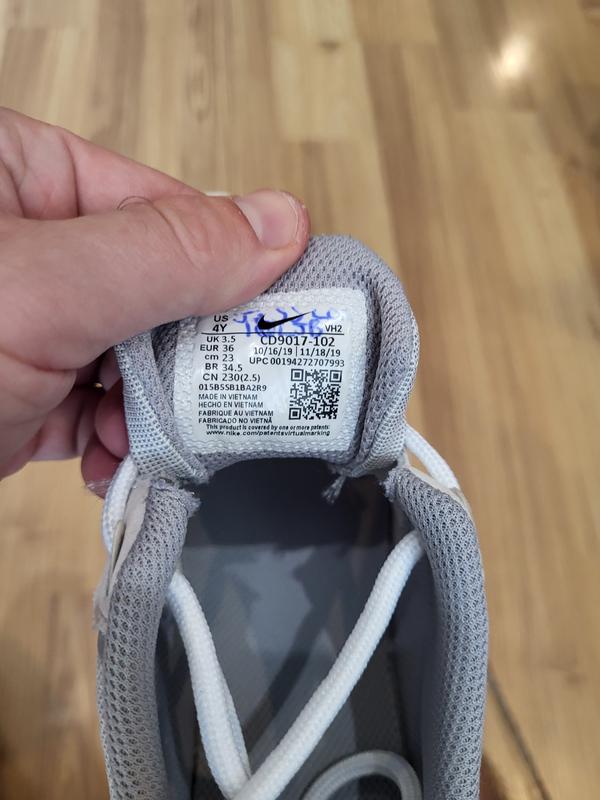 US
4Y VH2
UK 3.5 CD9017-102
EUR 36 10/16/19 | 11/18/19
cm 23 UPC 00194272707993
BR 34.5
CN 230(2.5)
015B5SB1BA2R9
MADE IN VIETNAM
HECHO EN VIETNAM
FABRIQUE AU VIETNAM
FABRICADO NO VIETNÃ
This product is covered by one or more patents
www.nike.com/patentsvirtualmarking